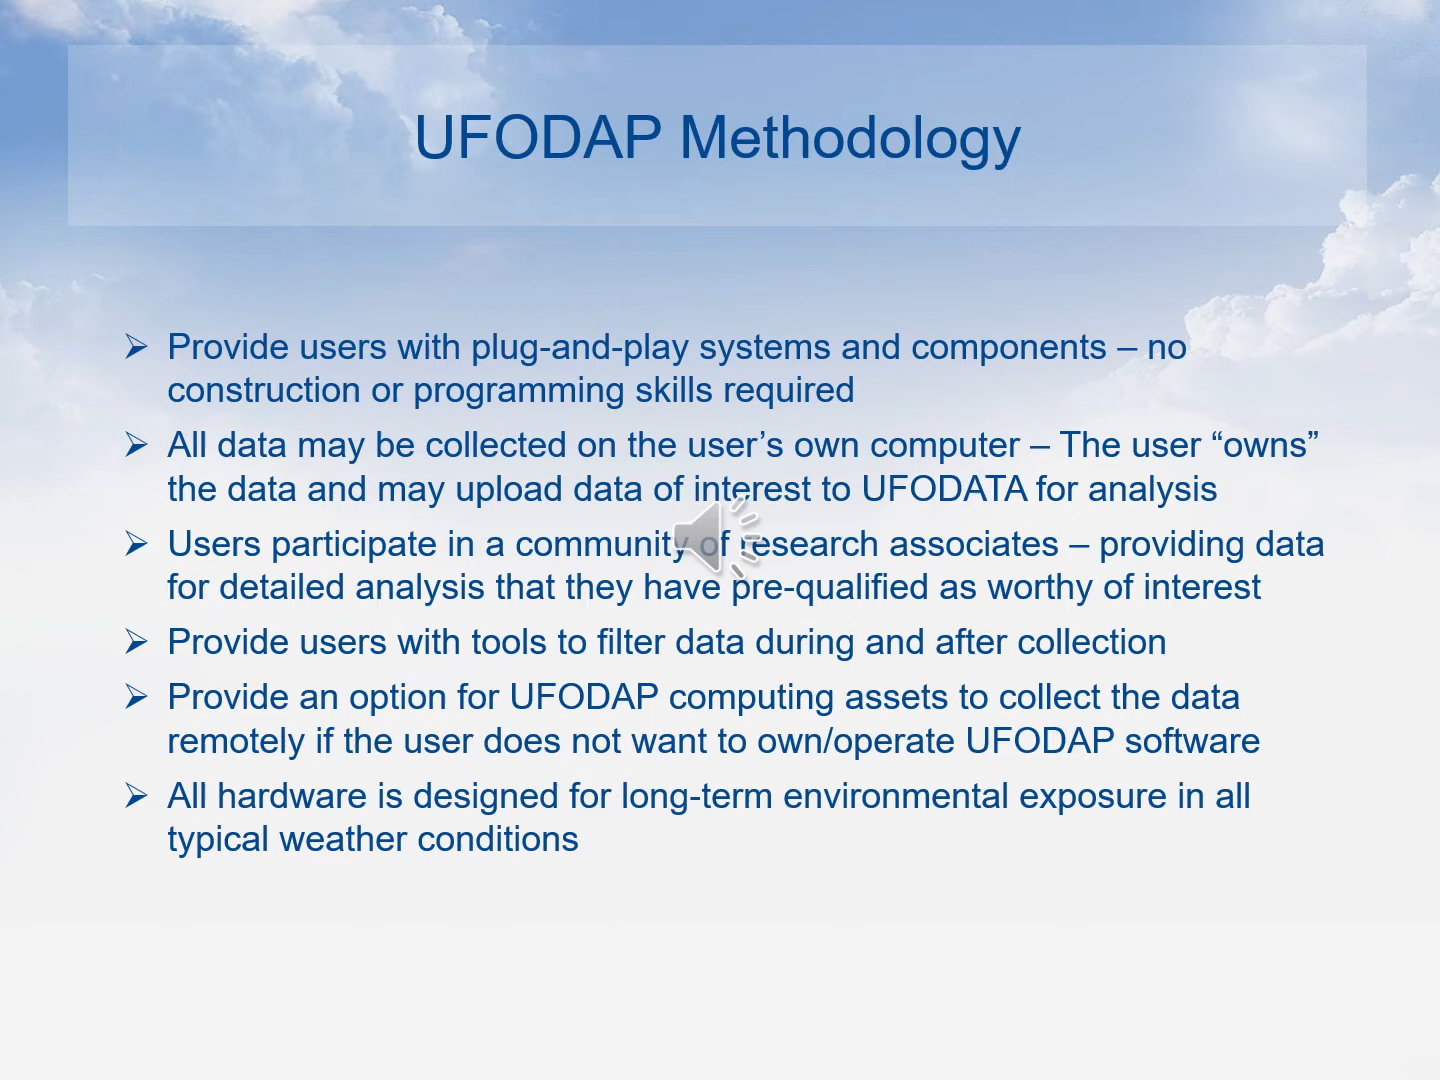 UFODAP Methodology
➢ Provide users with plug-and-play systems and components – no
construction or programming skills required
➢ All data may be collected on the user’s own computer – The user “owns”
the data and may upload data of interest to UFODATA for analysis
➢ Users participate in a community of research associates – providing data
for detailed analysis that they have pre-qualified as worthy of interest
➢ Provide users with tools to filter data during and after collection
➢ Provide an option for UFODAP computing assets to collect the data
remotely if the user does not want to own/operate UFODAP software
➢ All hardware is designed for long-term environmental exposure in all
typical weather conditions